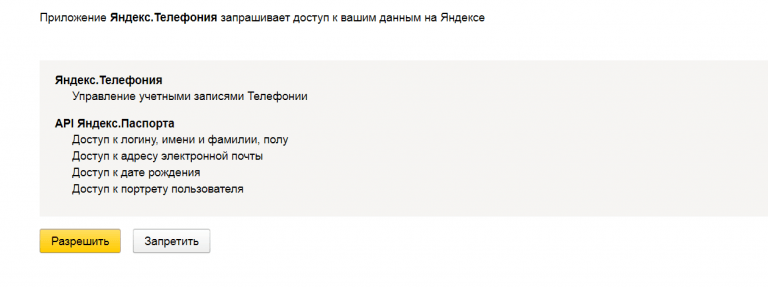 Приложение Яндекс.Телефония запрашивает доступ к вашим данным на Яндексе
Яндекс.Телефония
Управление учетными записями Телефонии
API Яндекс.Паспорта
Доступ к логину, имени и фамилии, полу
Доступ к адресу электронной почты
Доступ к дате рождения
Доступ к портрету пользователя
Разрешить Запретить